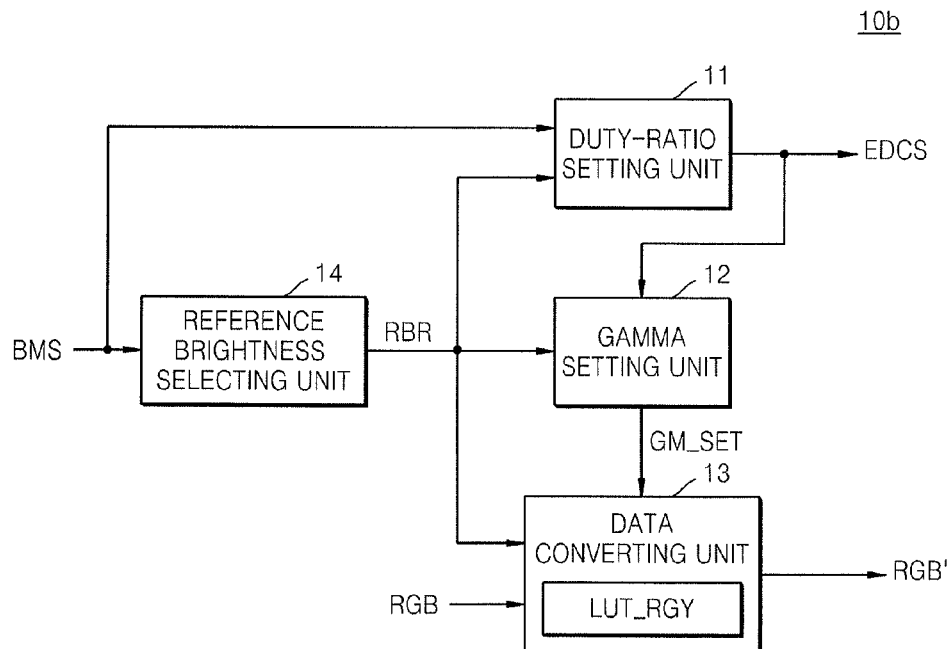 10b
11
DUTY-RATIO
SETTING UNIT
EDCS
14
REFERENCE
BRIGHTNESS
SELECTING UNIT
BMS
RBR
12
GAMMA
SETTING UNIT
GM_SET
13
DATA
CONVERTING UNIT
LUT_RGY
RGB
RGB'